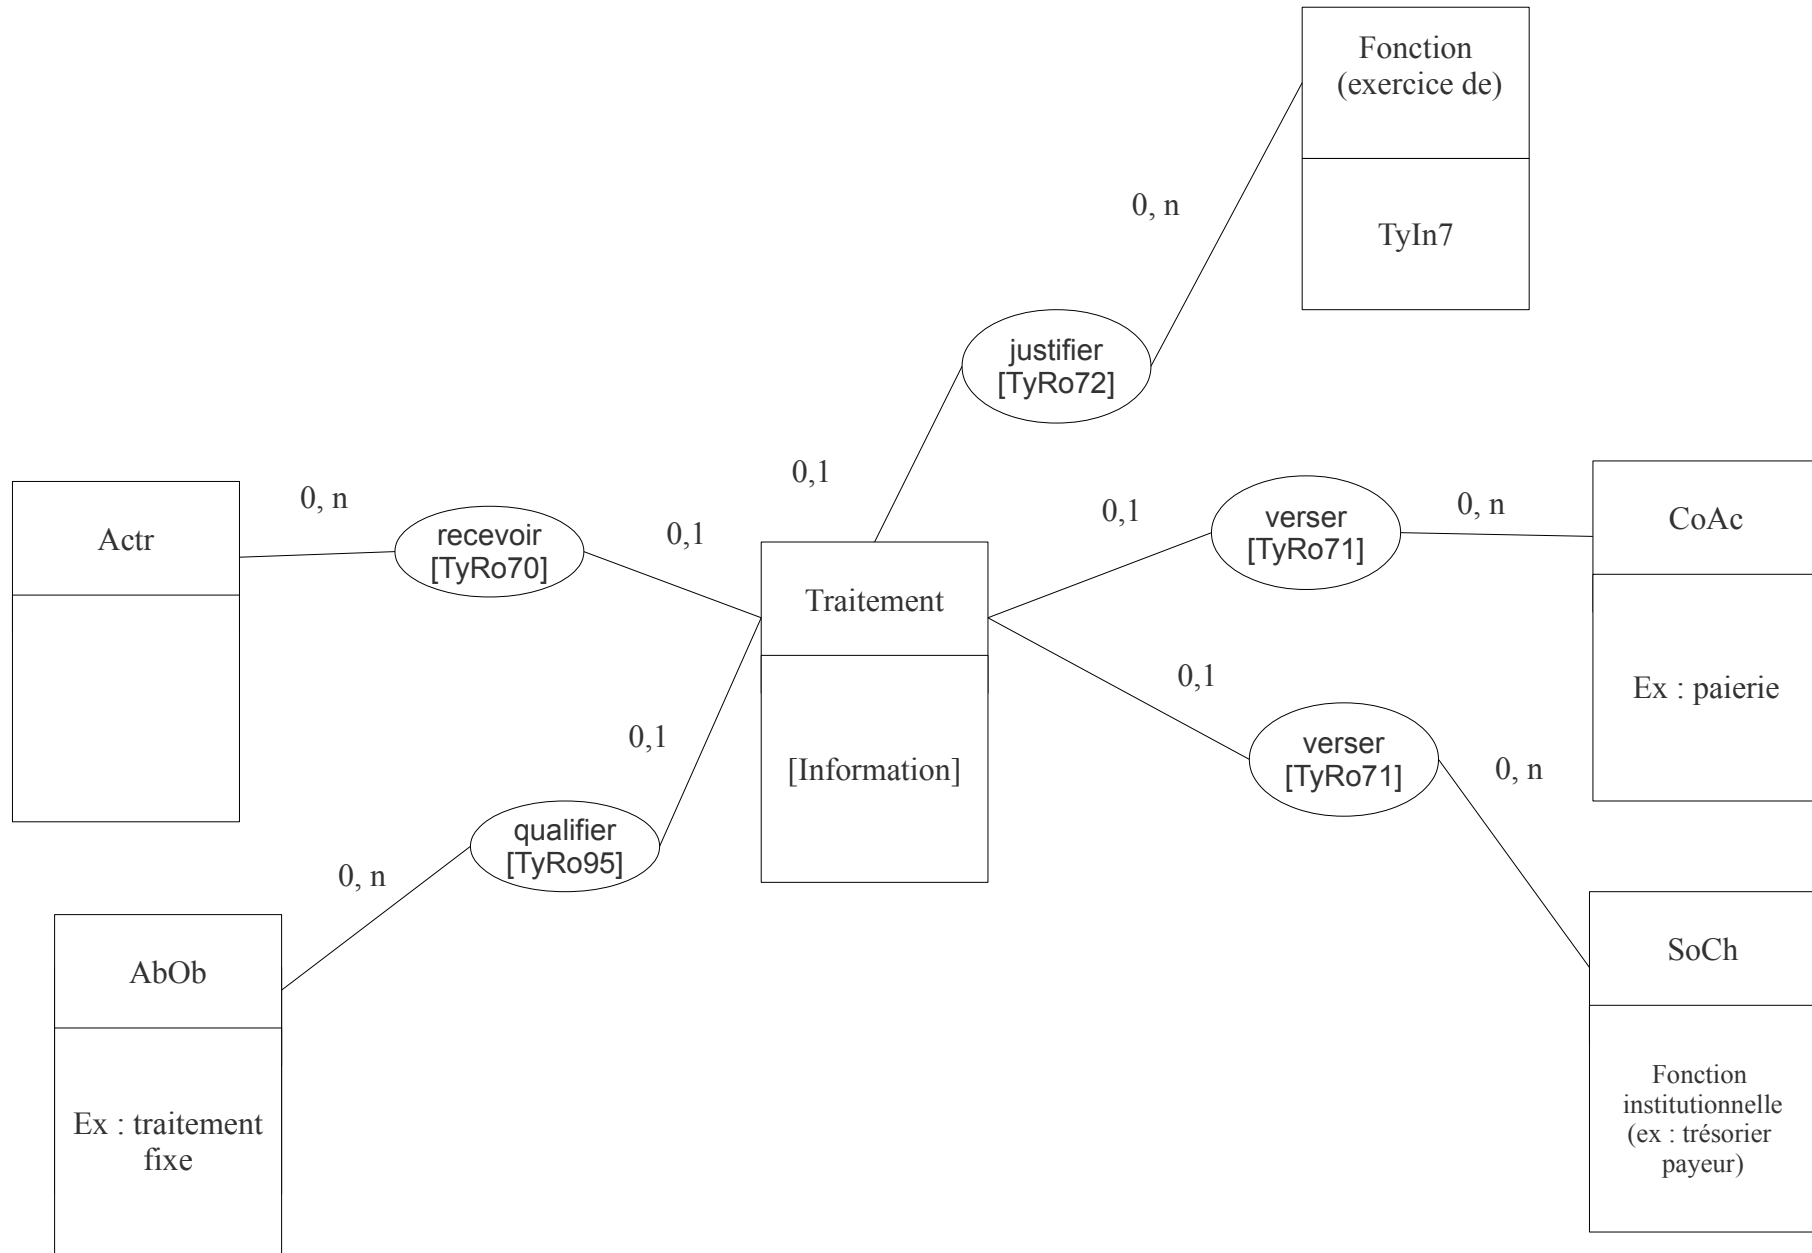 Fonction
(exercice de)
TyIn7
0, n
justifier
[TyRo72]
0,1
Actr
0, n
recevoir
[TyRo70]
0,1
Traitement
[Information]
0,1
verser
[TyRo71]
0, n
CoAc
Ex : paierie
0,1
verser
[TyRo71]
0, n
SoCh
Fonction
institutionnelle
(ex : trésorier
payeur)
0,1
qualifier
[TyRo95]
0, n
AbOb
Ex : traitement
fixe